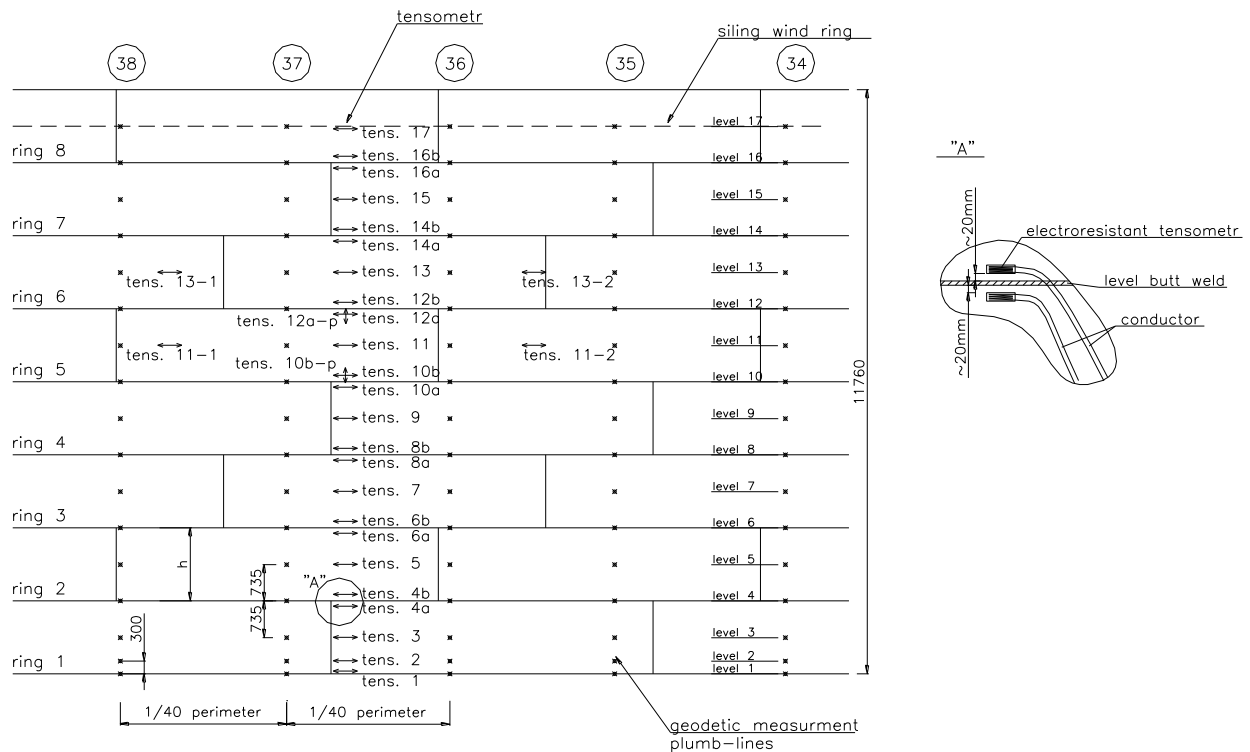 tensometr
siling wind ring
38
37
36
35
34
level 17
tens. 17
ring 8
tens. 16b
level 16
tens. 16a
tens. 15
level 15
ring 7
tens. 14b
level 14
tens. 14a
tens. 13
level 13
tens. 13-1
tens. 13-2
ring 6
tens. 12b
level 12
tens. 12a-p
tens. 12a
tens. 11
level 11
tens. 11-1
tens. 11-2
tens. 10b-p
ring 5
tens. 10b
level 10
tens. 10a
11760
tens. 9
level 9
ring 4
tens. 8b
level 8
tens. 8a
tens. 7
level 7
ring 3
tens. 6b
level 6
tens. 6a
h
tens. 5
level 5
735
"A"
ring 2
tens. 4b
level 4
tens. 4a
735
300
tens. 3
level 3
ring 1
tens. 2
level 2
level 1
tens. 1
1/40 perimeter
1/40 perimeter
geodetic measurment
plumb-lines
"A"
~20mm
electroresistant tensometr
level butt weld
conductor
~20mm